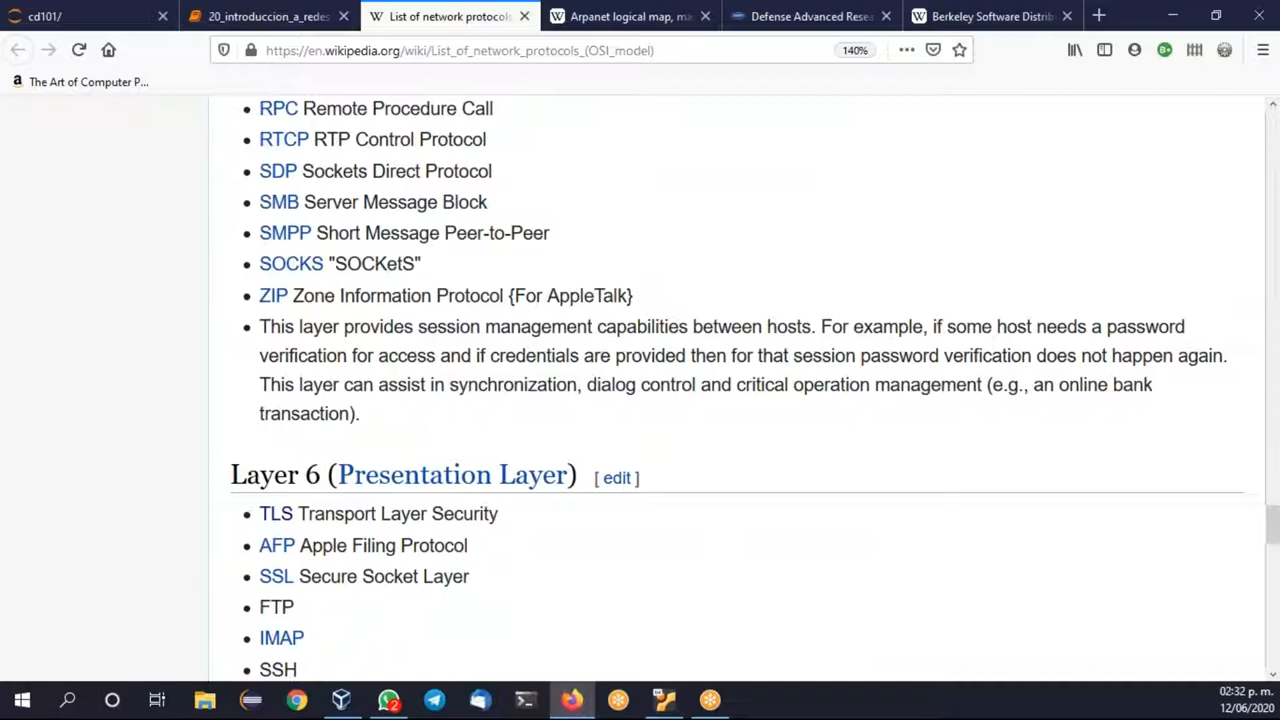 cd101/
20_introduccion_a_redes
List of network protocols
Arpanet logical map, ma
Defense Advanced Resea
Berkeley Software Distrib
https://en.wikipedia.org/wiki/List_of_network_protocols_(OSI_model)
140%
The Art of Computer P...
RPC Remote Procedure Call
RTCP RTP Control Protocol
SDP Sockets Direct Protocol
SMB Server Message Block
SMPP Short Message Peer-to-Peer
SOCKS "SOCKetS"
ZIP Zone Information Protocol {For AppleTalk}
This layer provides session management capabilities between hosts. For example, if some host needs a password
verification for access and if credentials are provided then for that session password verification does not happen again.
This layer can assist in synchronization, dialog control and critical operation management (e.g., an online bank
transaction).
Layer 6 (Presentation Layer) [ edit ]
TLS Transport Layer Security
AFP Apple Filing Protocol
SSL Secure Socket Layer
FTP
IMAP
SSH
2
02:32 p. m.
12/06/2020